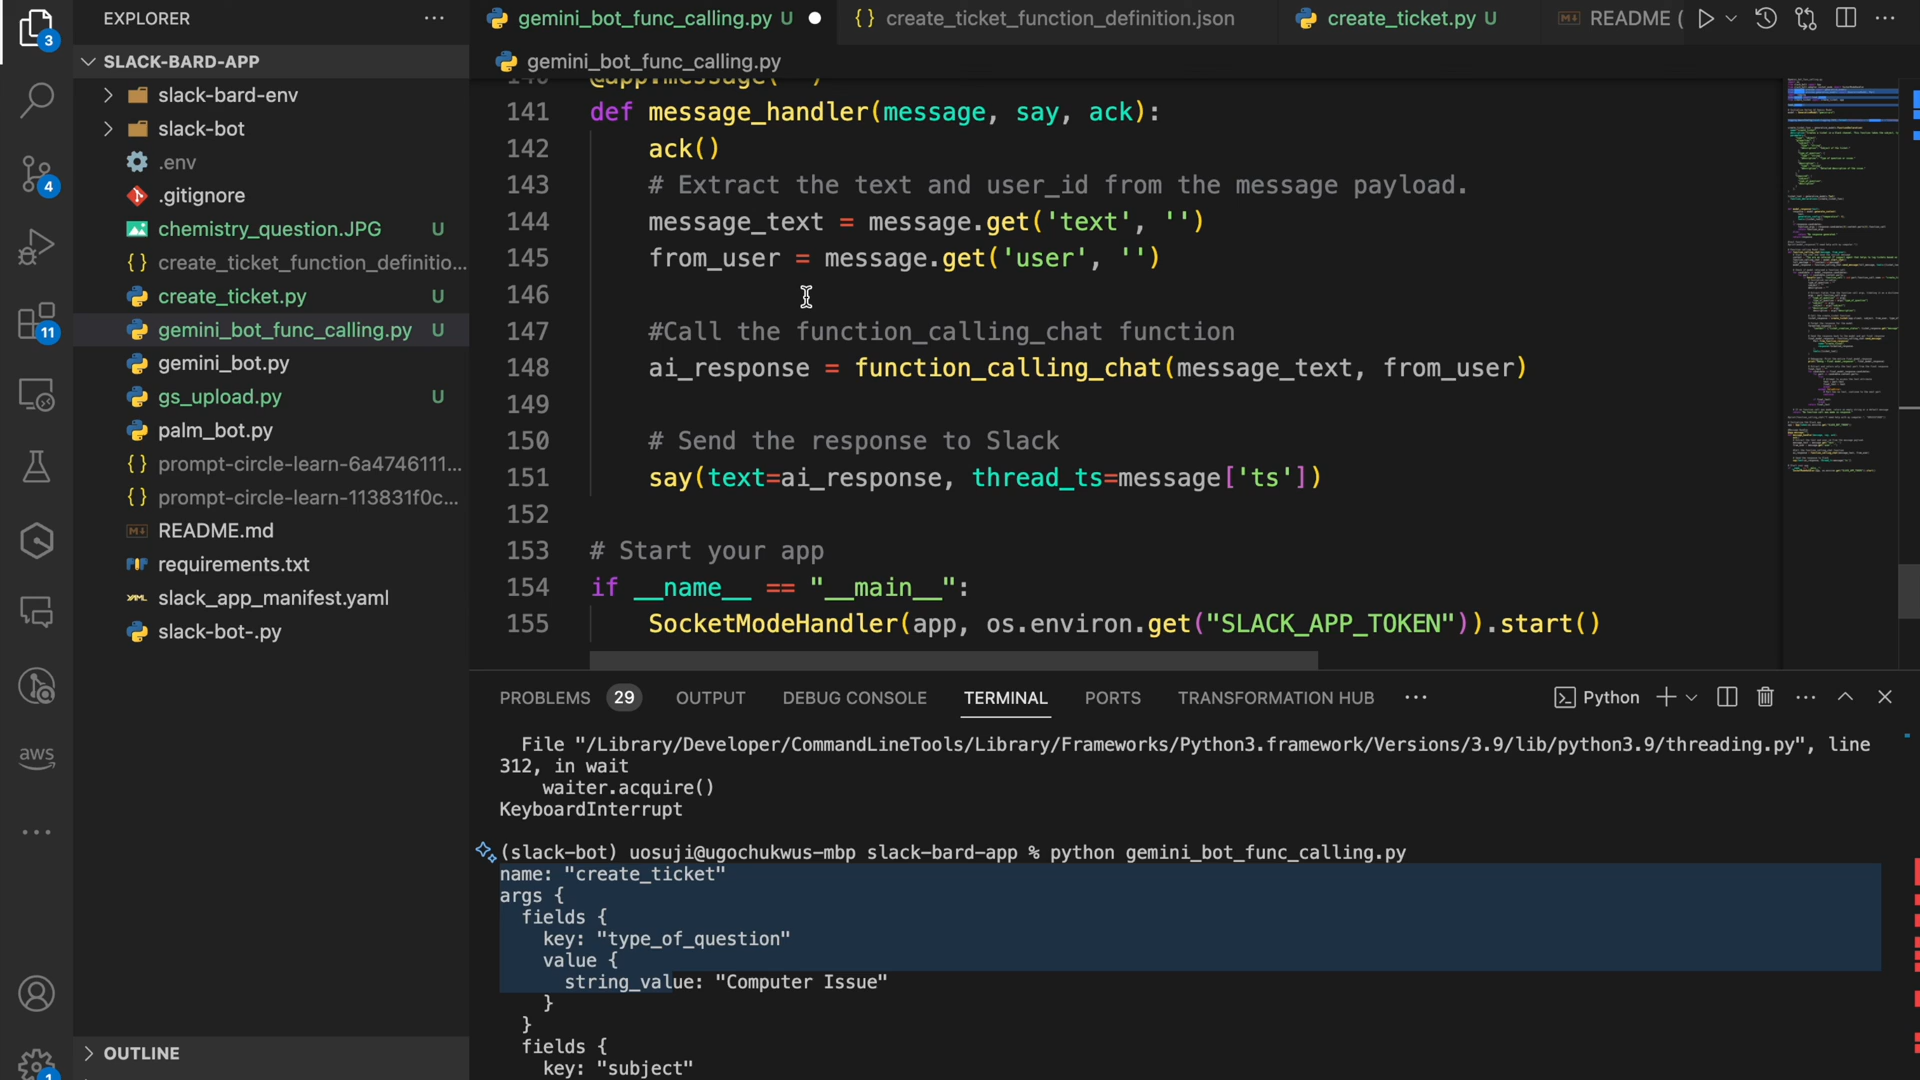 3
EXPLORER
gemini_bot_func_calling.py U
{} create_ticket_function_definition.json
create_ticket.py U
README (
SLACK-BARD-APP
gemini_bot_func_calling.py
slack-bard-env
slack-bot
.env
.gitignore
chemistry_question.JPG U
{} create_ticket_function_definitio...
create_ticket.py U
gemini_bot_func_calling.py U
gemini_bot.py
gs_upload.py U
palm_bot.py
{} prompt-circle-learn-6a4746111...
{} prompt-circle-learn-113831f0c...
README.md
requirements.txt
slack_app_manifest.yaml
slack-bot-.py
OUTLINE
4
11
aws
1
140 @app.message(" ")
141 def message_handler(message, say, ack):
142 ack()
143 # Extract the text and user_id from the message payload.
144 message_text = message.get('text', '')
145 from_user = message.get('user', '')
146
147 #Call the function_calling_chat function
148 ai_response = function_calling_chat(message_text, from_user)
149
150 # Send the response to Slack
151 say(text=ai_response, thread_ts=message['ts'])
152
153 # Start your app
154 if __name__ == "__main__":
155 SocketModeHandler(app, os.environ.get("SLACK_APP_TOKEN")).start()
PROBLEMS 29 OUTPUT DEBUG CONSOLE TERMINAL PORTS TRANSFORMATION HUB Python
File "/Library/Developer/CommandLineTools/Library/Frameworks/Python3.framework/Versions/3.9/lib/python3.9/threading.py", line
312, in wait
waiter.acquire()
KeyboardInterrupt
(slack-bot) uosuji@ugochukwus-mbp slack-bard-app % python gemini_bot_func_calling.py
name: "create_ticket"
args {
fields {
key: "type_of_question"
value {
string_value: "Computer Issue"
}
}
fields {
key: "subject"